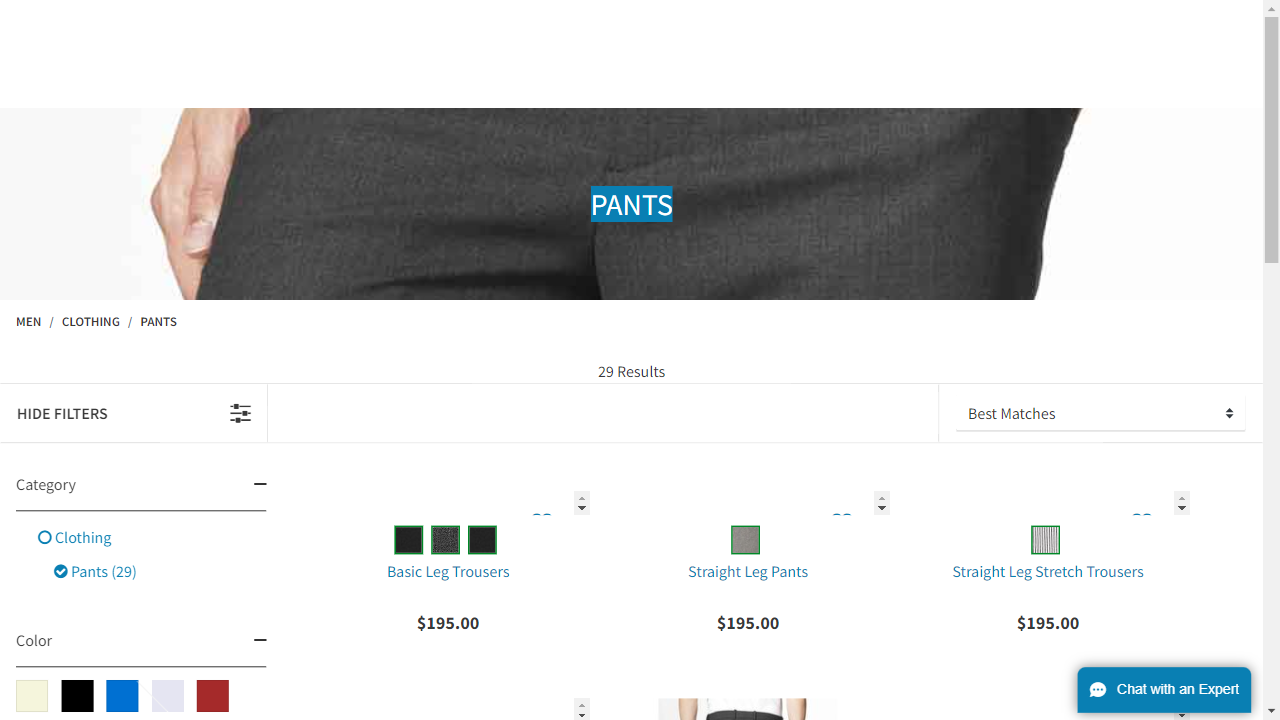 PANTS
MEN / CLOTHING / PANTS
29 Results
HIDE FILTERS
Best Matches
Category
Clothing
Pants (29)
Basic Leg Trousers
$195.00
Straight Leg Pants
$195.00
Straight Leg Stretch Trousers
$195.00
Color
Chat with an Expert